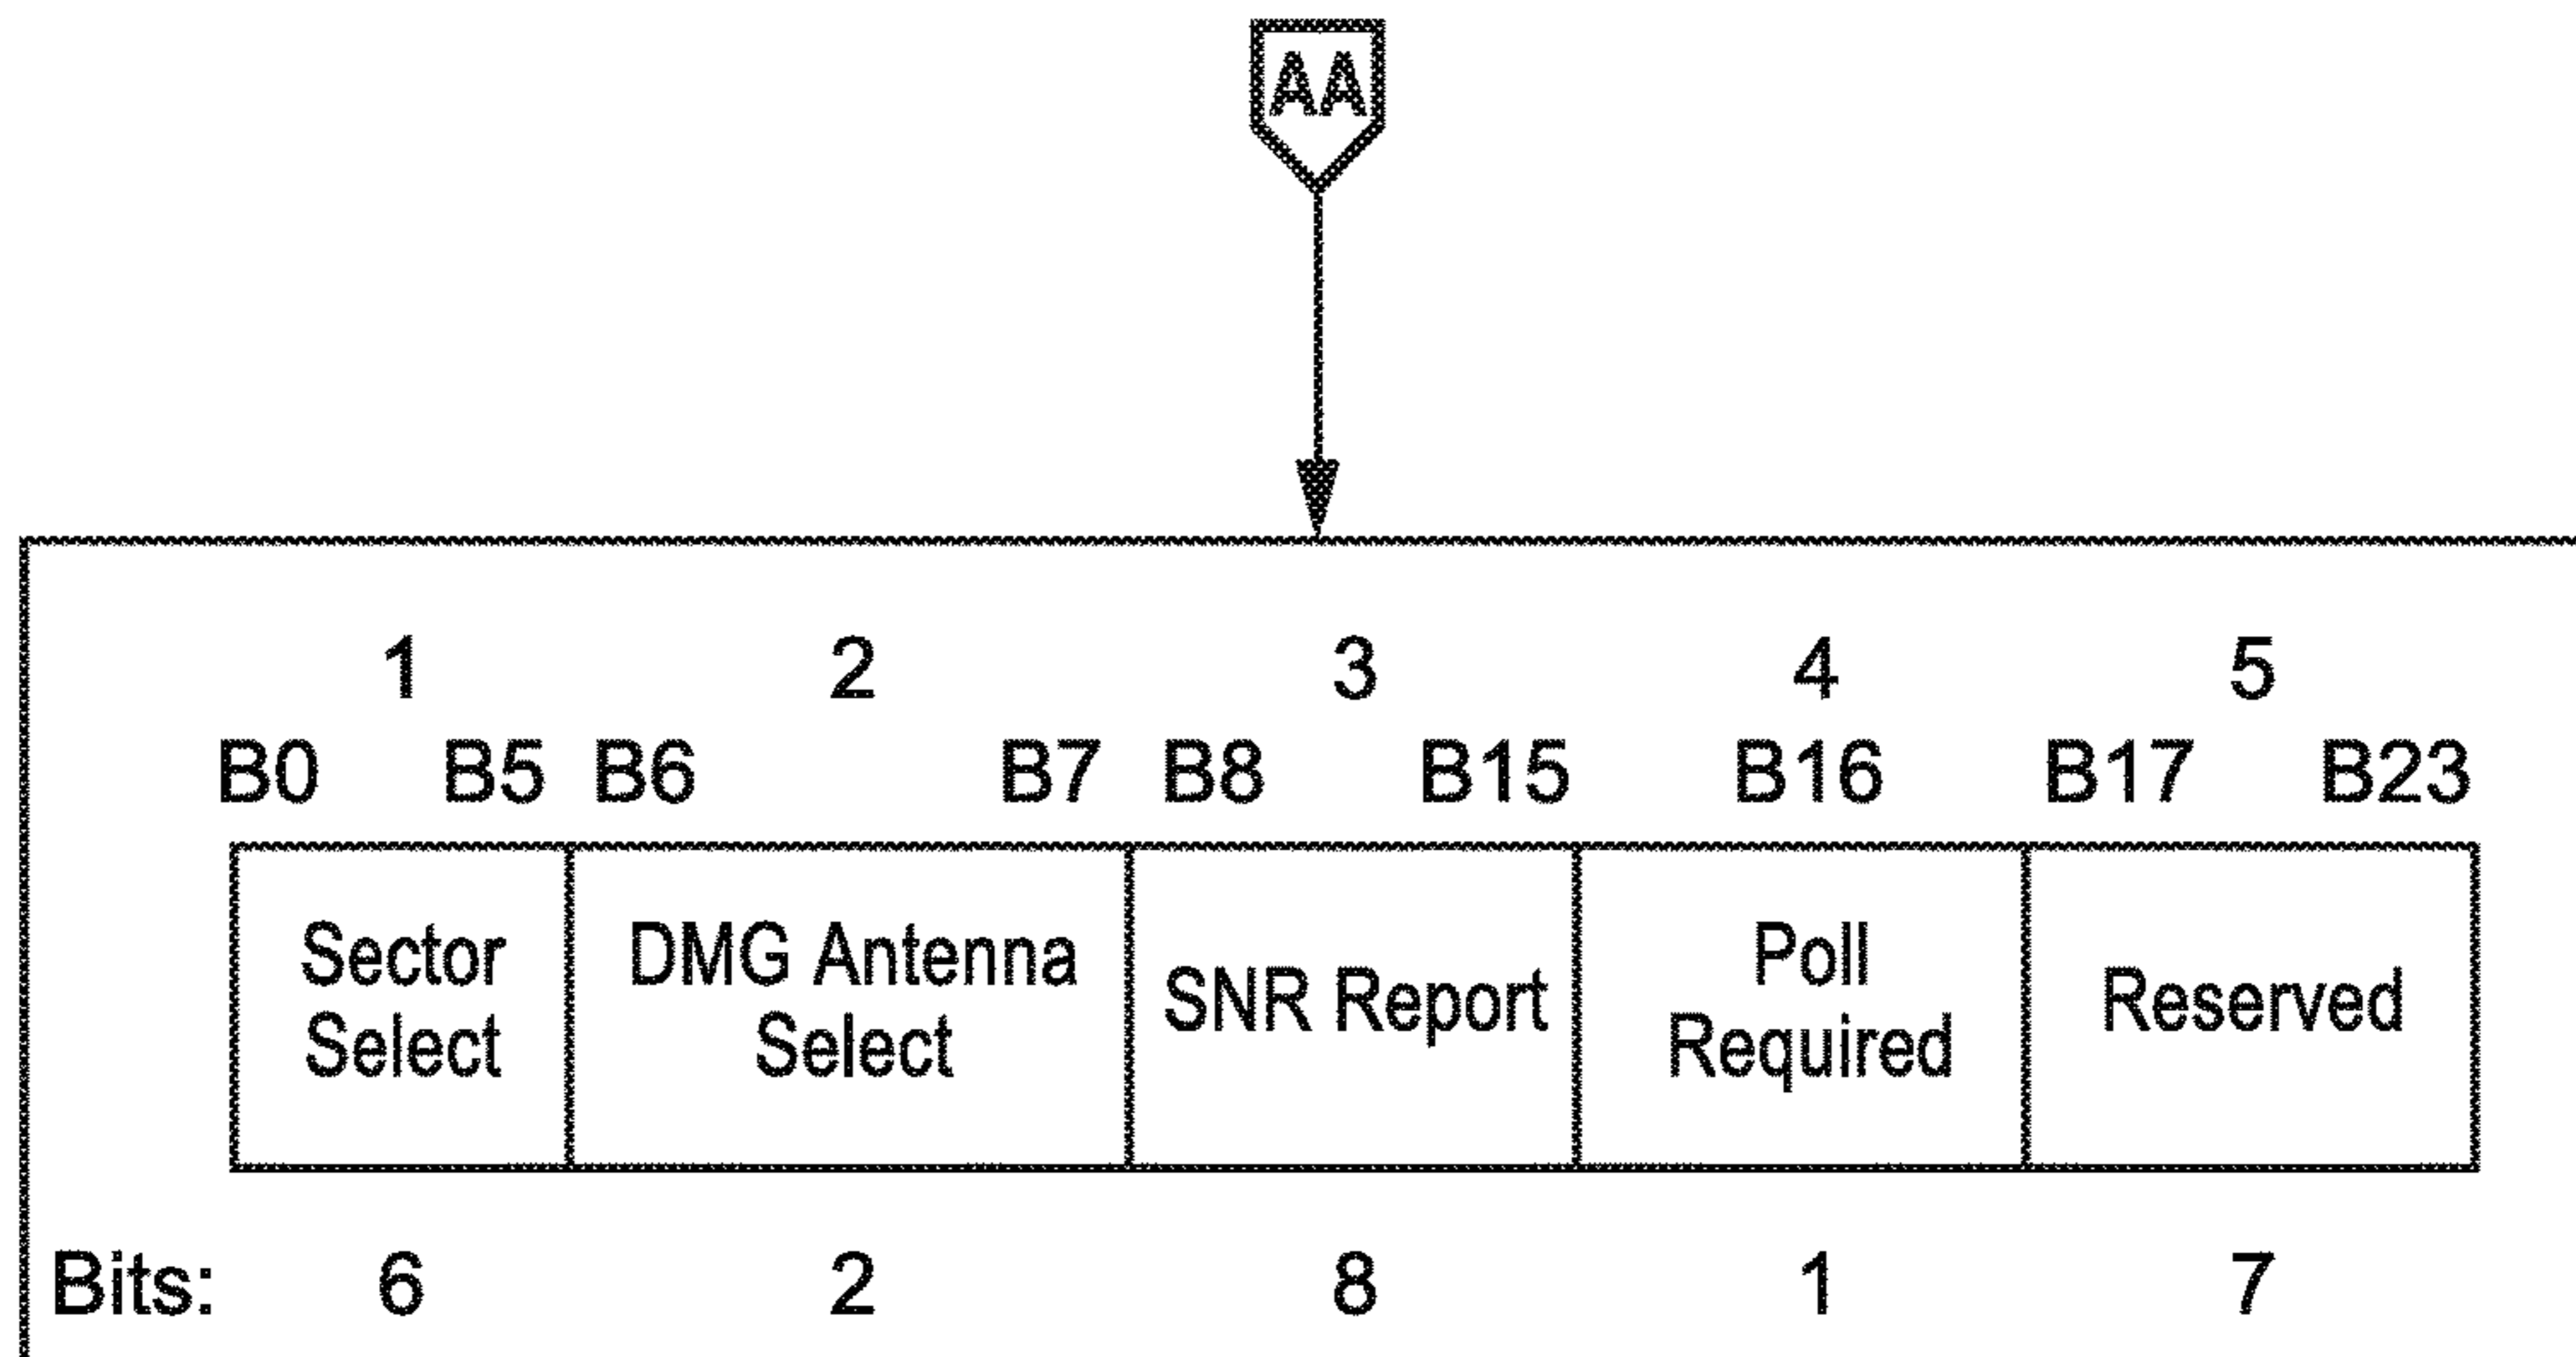 AA
1 2 3 4 5
B0 B5 B6 B7 B8 B15 B16 B17 B23
Sector Select DMG Antenna Select SNR Report Poll Required Reserved
Bits: 6 2 8 1 7